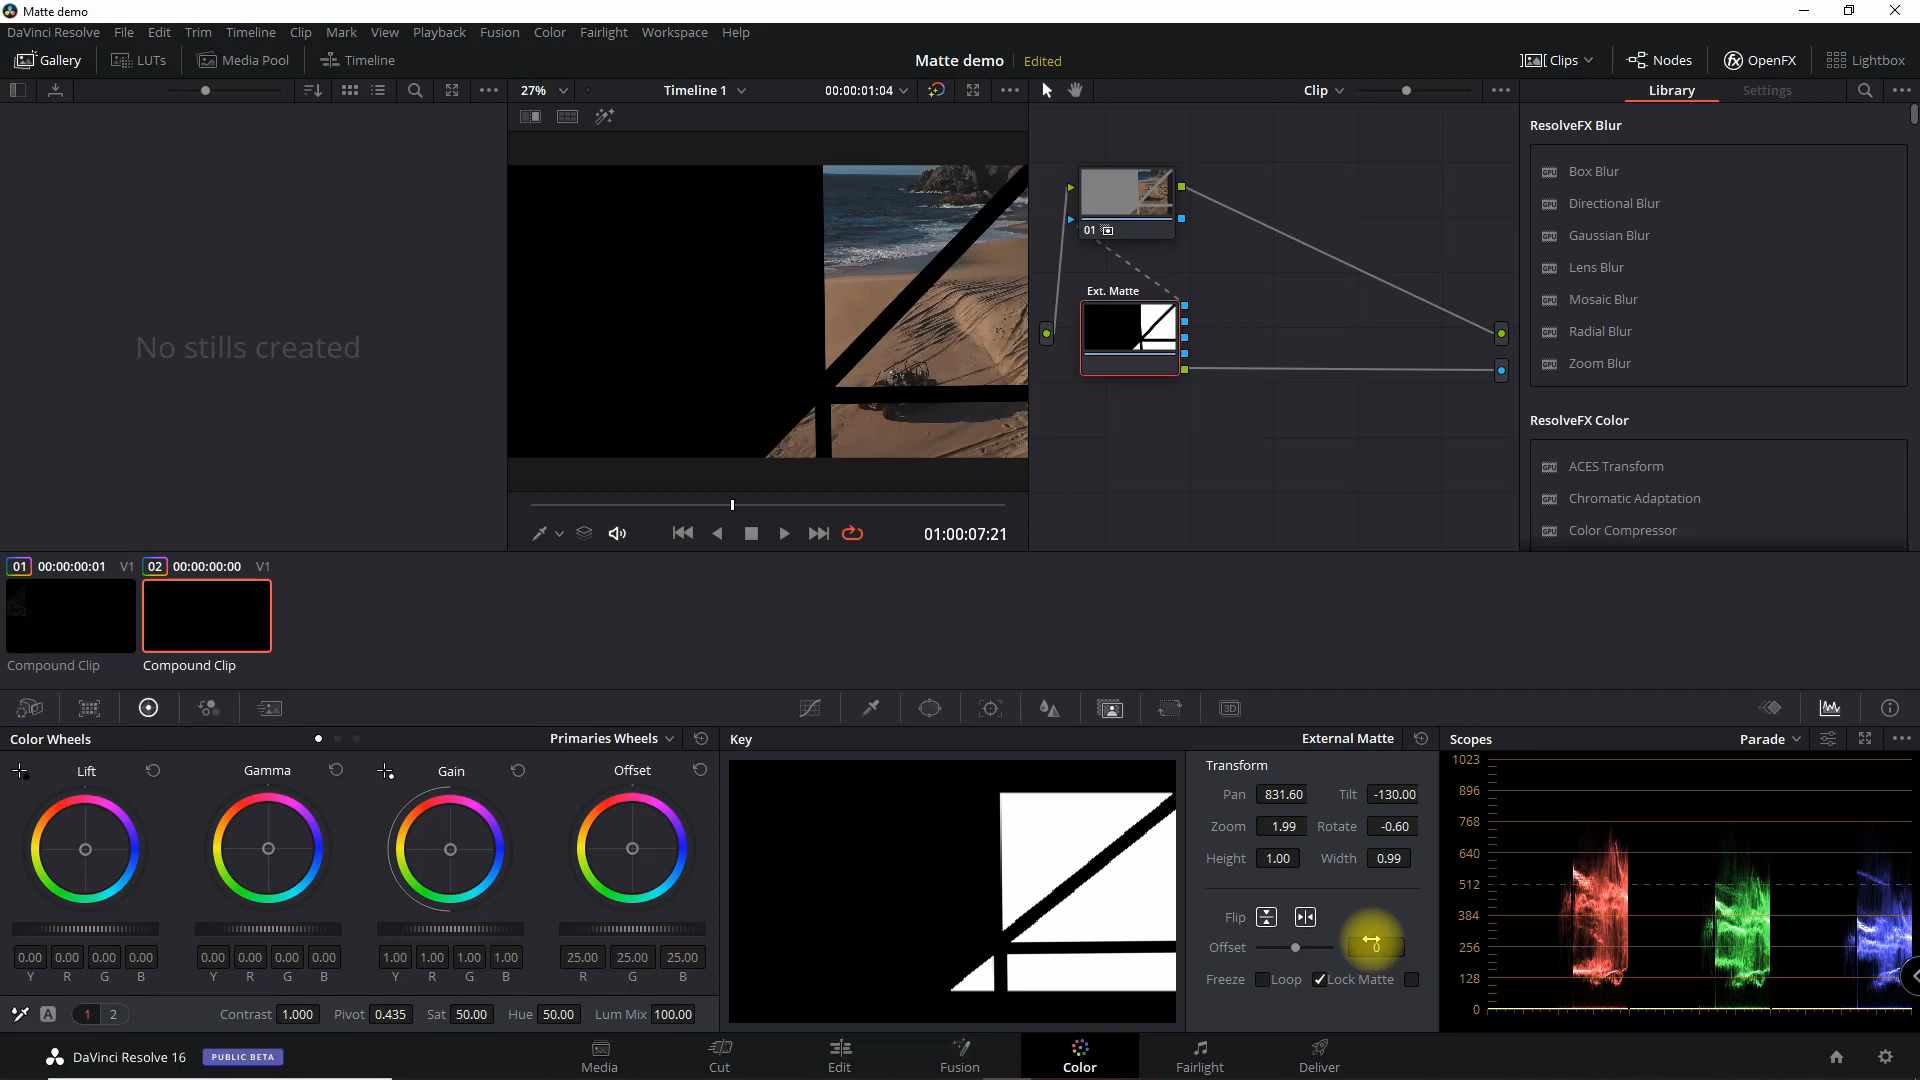 Matte demo
DaVinci Resolve File Edit Trim Timeline Clip Mark View Playback Fusion Color Fairlight Workspace Help
Gallery LUTs Media Pool Timeline Matte demo Edited Clips Nodes OpenFX Lightbox
27% Timeline 1 00:00:01:04 Clip Library Settings
ResolveFX Blur
Box Blur
Directional Blur
Gaussian Blur
Lens Blur
Mosaic Blur
Radial Blur
Zoom Blur
ResolveFX Color
ACES Transform
Chromatic Adaptation
Color Compressor
No stills created
01
Ext. Matte
01:00:07:21
01 00:00:00:01 V1 02 00:00:00:00 V1
Compound Clip Compound Clip
Color Wheels Primaries Wheels Key External Matte Scopes Parade
Lift Gamma Gain Offset
0.00 0.00 0.00 0.00 0.00 0.00 0.00 0.00 1.00 1.00 1.00 1.00 25.00 25.00 25.00
Y R G B Y R G B Y R G B R G B
A 1 2 Contrast 1.000 Pivot 0.435 Sat 50.00 Hue 50.00 Lum Mix 100.00
Transform
Pan 831.60 Tilt -130.00
Zoom 1.99 Rotate -0.60
Height 1.00 Width 0.99
Flip
Offset 0
Freeze Loop Lock Matte
1023
896
768
640
512
384
256
128
0
DaVinci Resolve 16 PUBLIC BETA
Media Cut Edit Fusion Color Fairlight Deliver